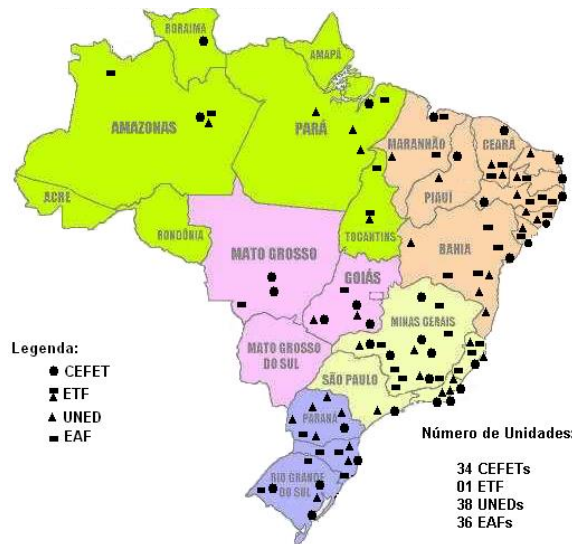 RORAIMA
AMAPÁ
AMAZONAS
PARÁ
MARANHÃO
CEARÁ
PIAUÍ
ACRE
RONDÔNIA
TOCANTINS
BAHIA
MATO GROSSO
GOIÁS
MINAS GERAIS
MATO GROSSO
DO SUL
SÃO PAULO
PARANÁ
RIO GRANDE
DO SUL
Legenda:
CEFET
ETF
UNED
EAF
Número de Unidades:
34 CEFETs
01 ETF
38 UNEDs
36 EAFs